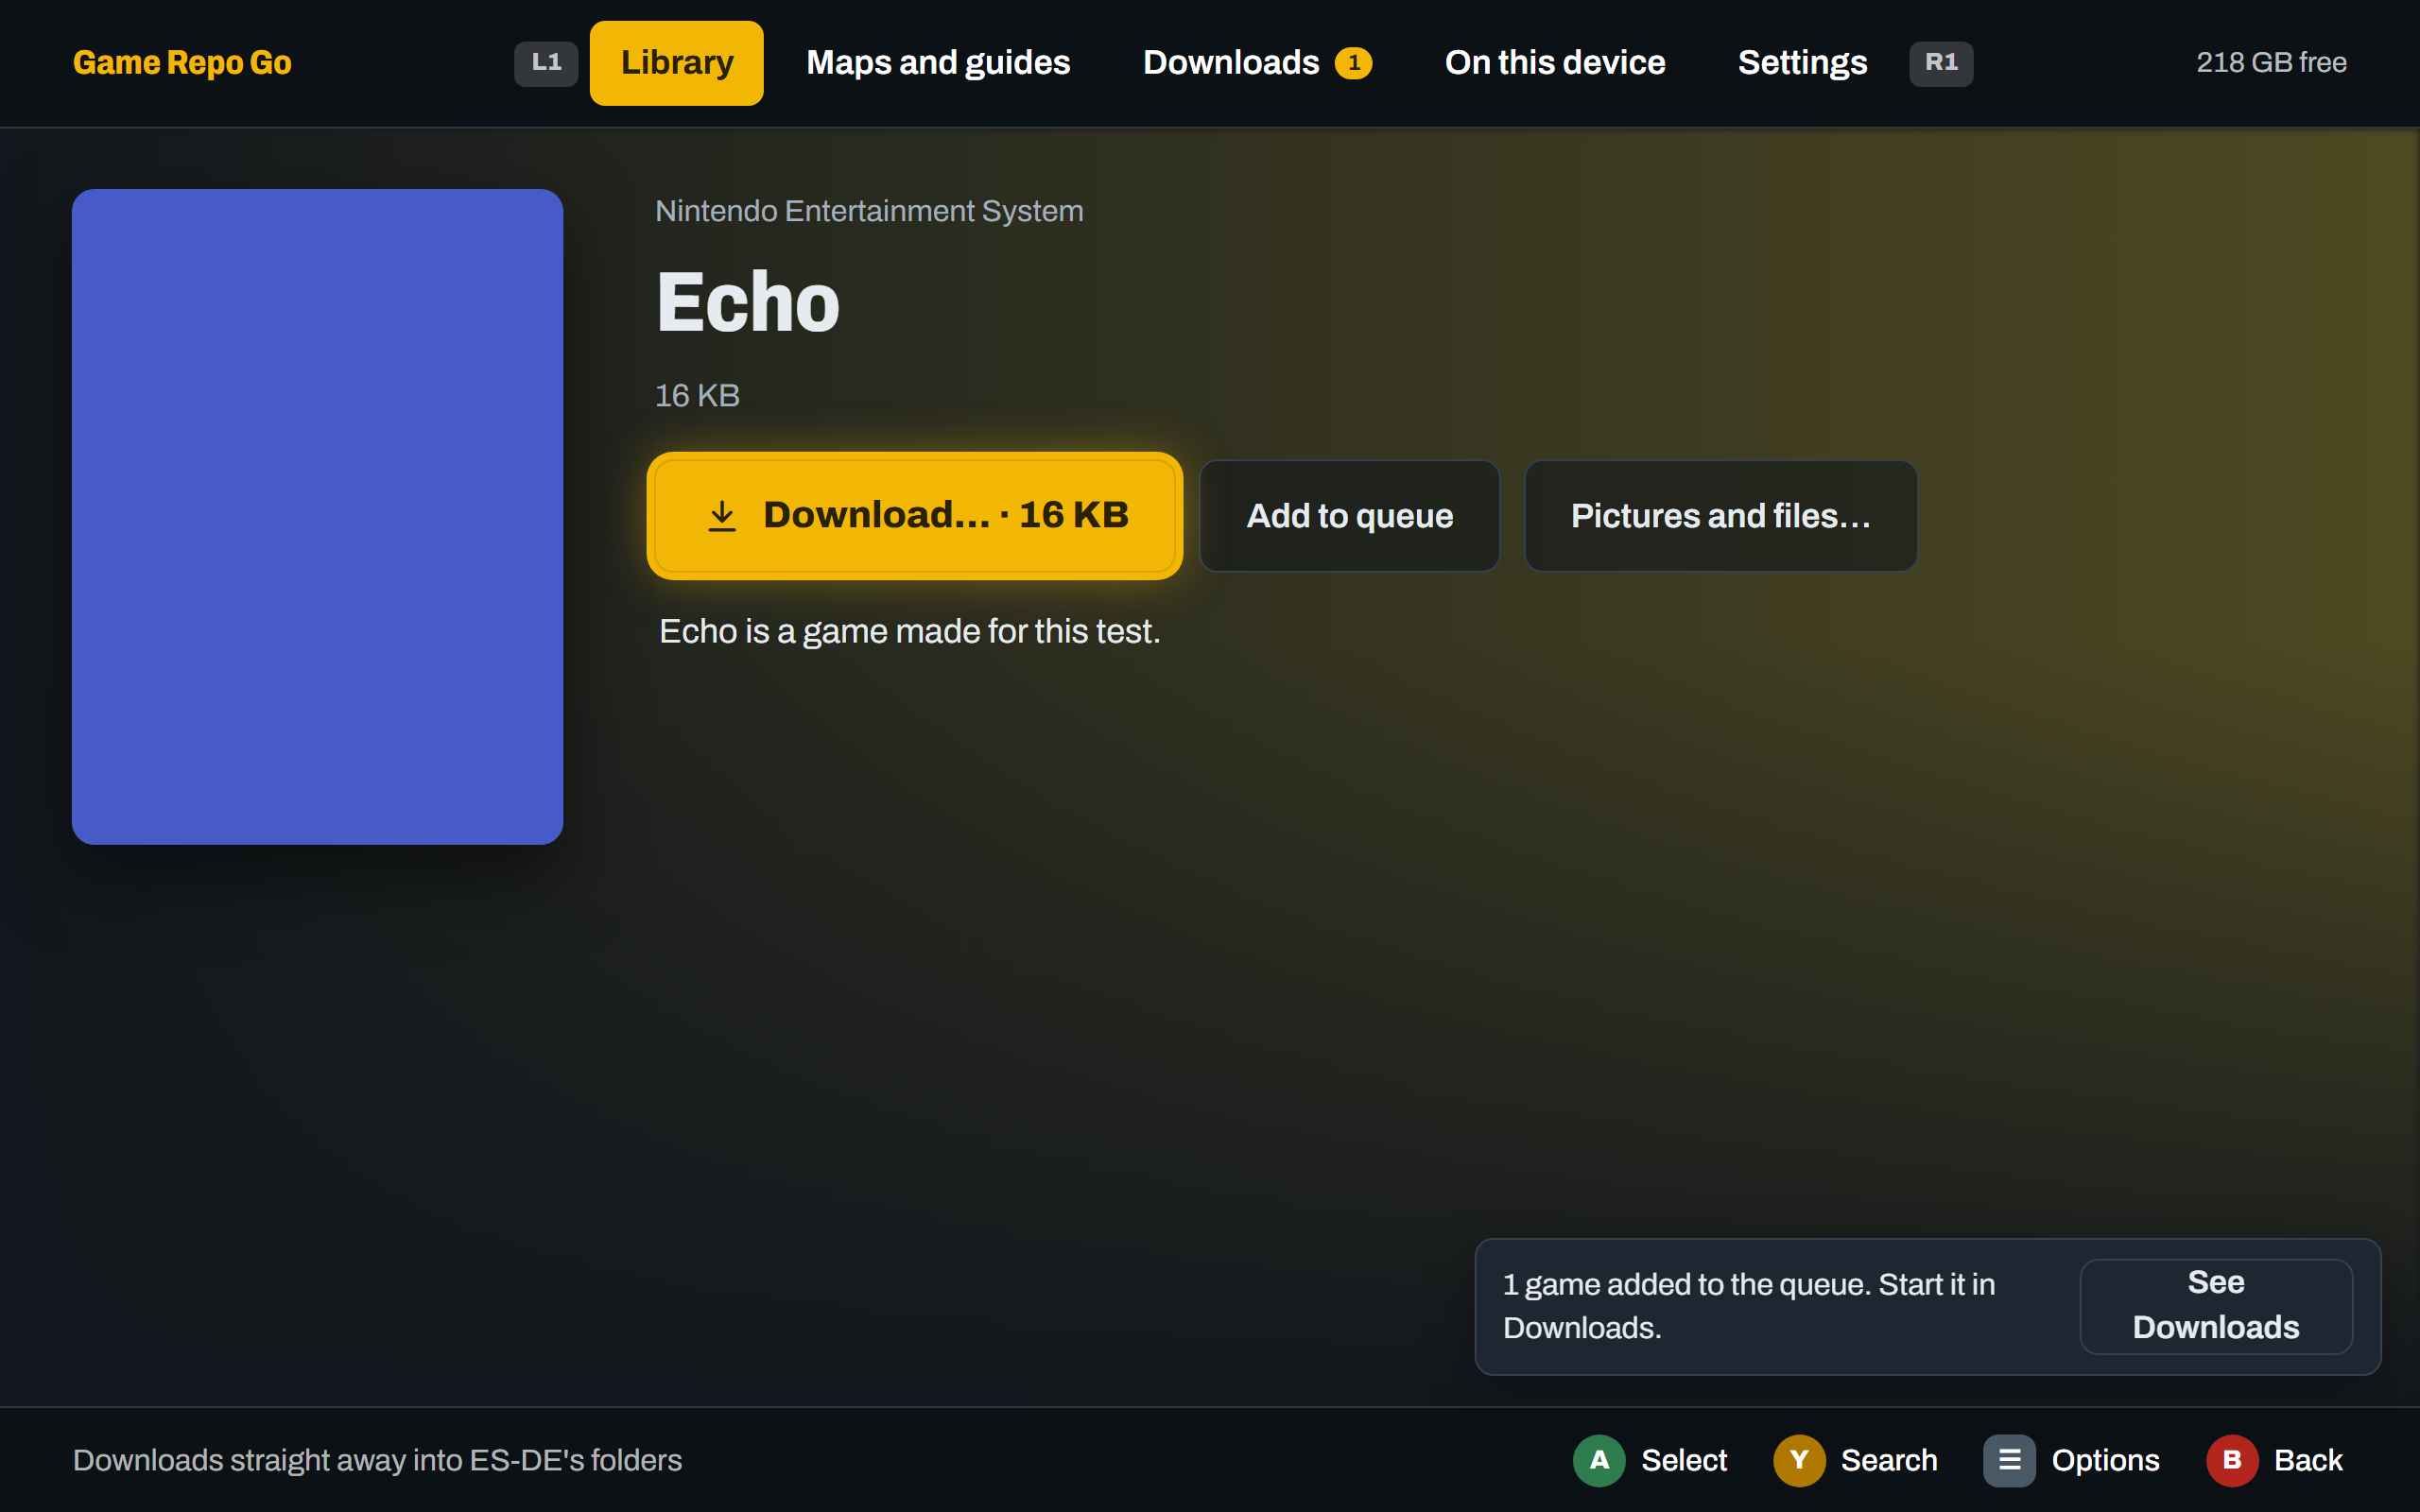 Game Repo Go L1 Library Maps and guides Downloads 1 On this device Settings R1 218 GB free
Nintendo Entertainment System
Echo
16 KB
Download... · 16 KB Add to queue Pictures and files...
Echo is a game made for this test.
1 game added to the queue. Start it in
Downloads.
See
Downloads
Downloads straight away into ES-DE's folders A Select Y Search ☰ Options B Back